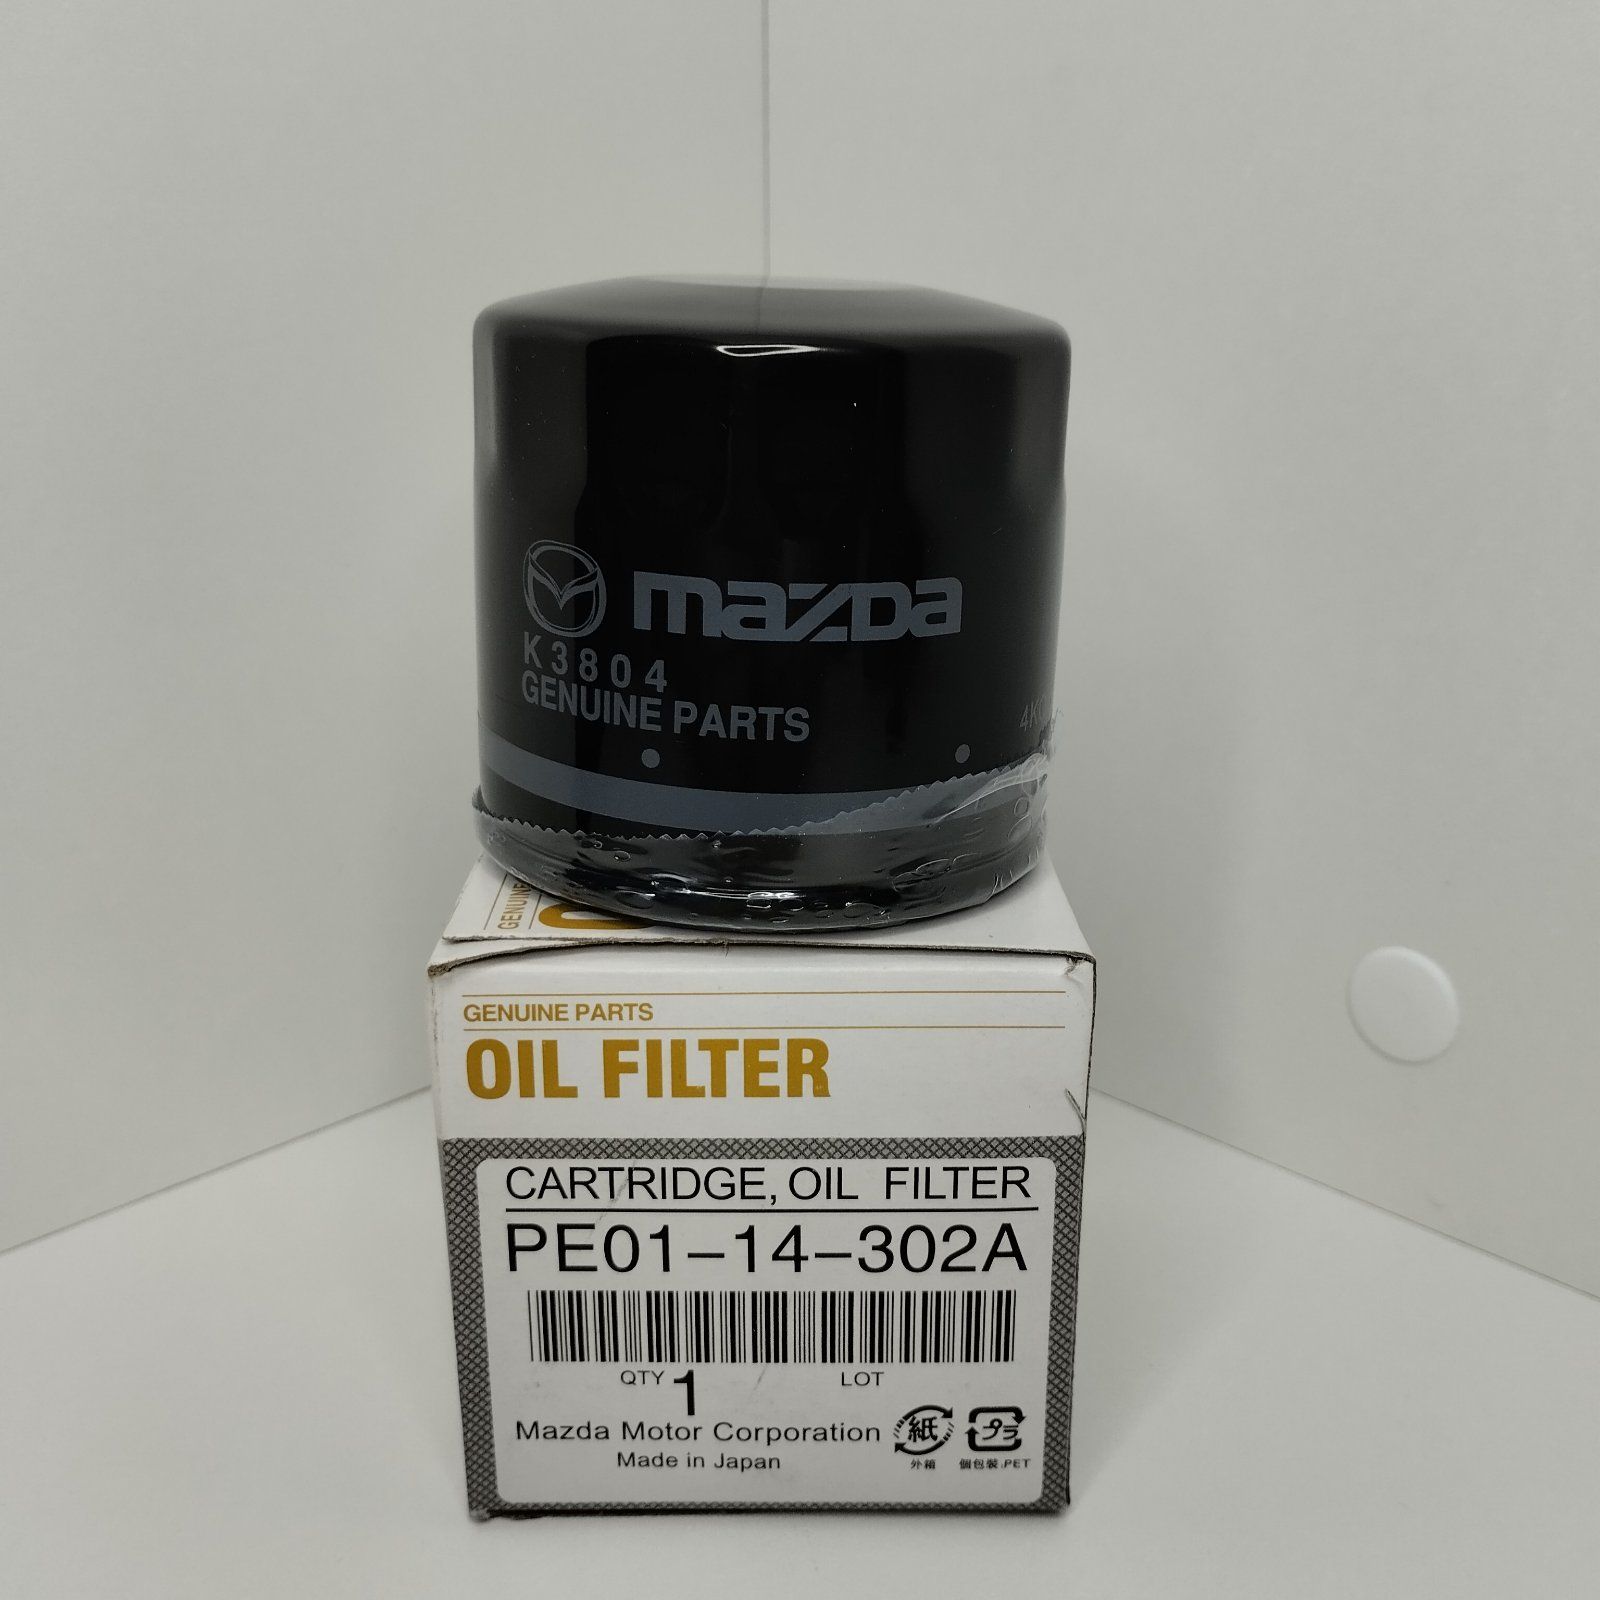 mazda
K3804
GENUINE PARTS
GENUINE
GENUINE PARTS
OIL FILTER
CARTRIDGE, OIL FILTER
PE01-14-302A
QTY 1 LOT
Mazda Motor Corporation
Made in Japan
紙 プラ
外箱 個包装.PET